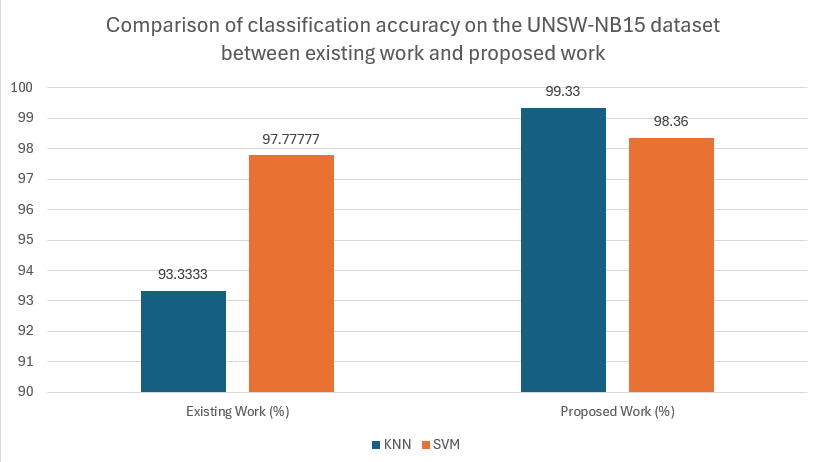 Comparison of classification accuracy on the UNSW-NB15 dataset
between existing work and proposed work
100
99
98
97
96
95
94
93
92
91
90
93.3333
97.77777
99.33
98.36
Existing Work (%)
Proposed Work (%)
KNN
SVM